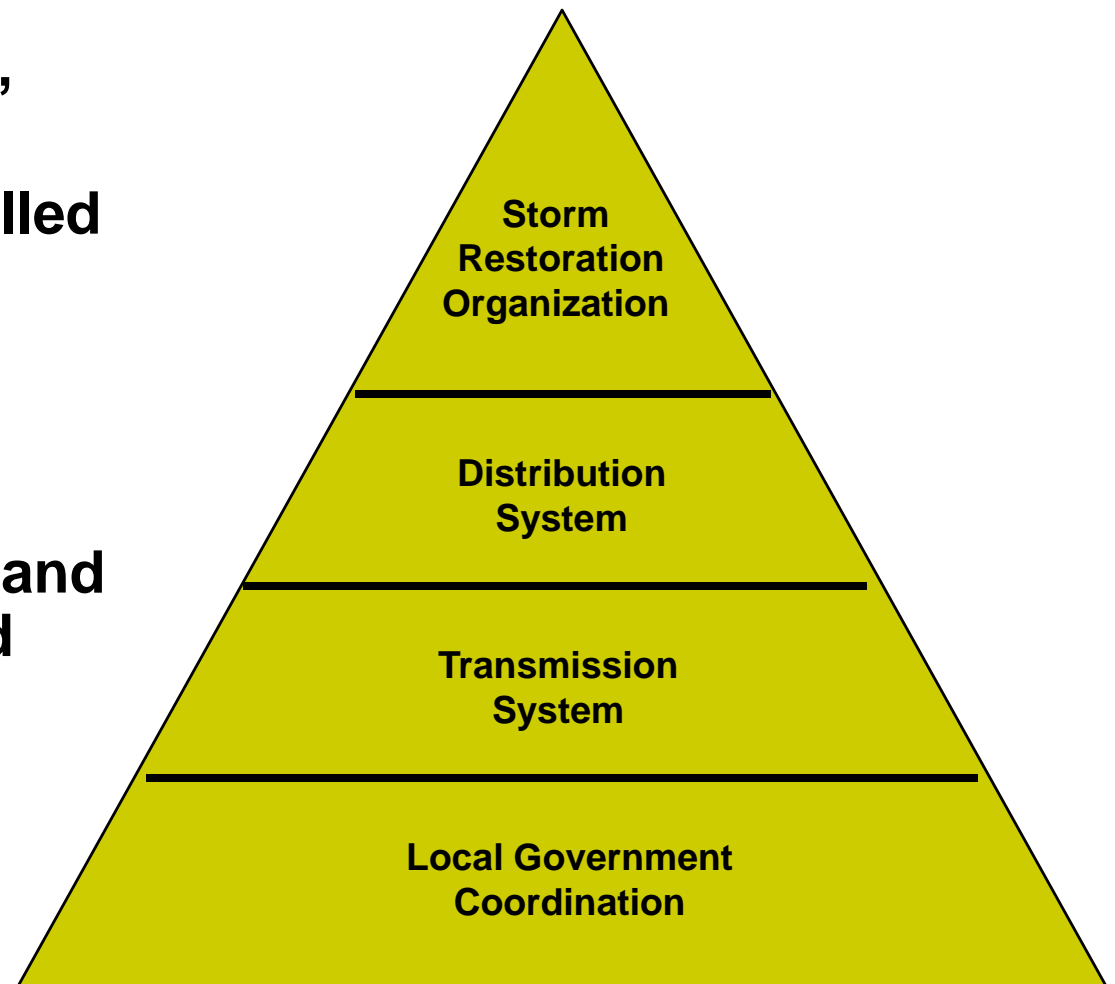 ,
lled
and
d
Storm
Restoration
Organization
Distribution
System
Transmission
System
Local Government
Coordination